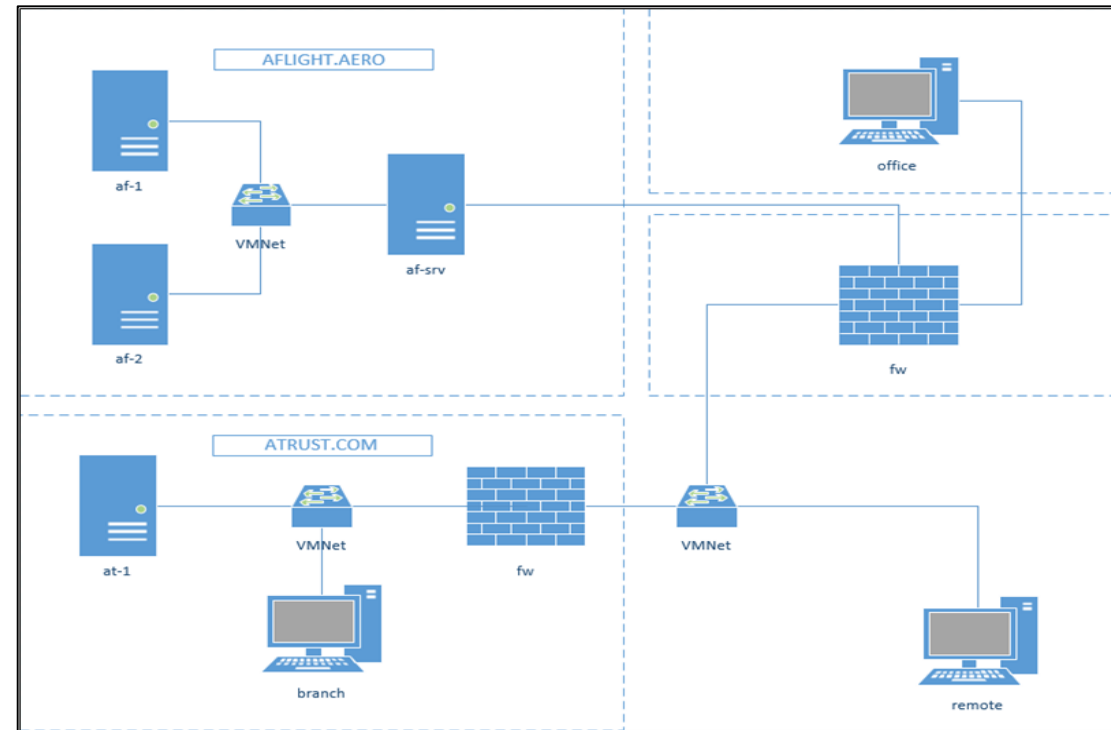 AFLIGHT.AERO
af-1
VMNet
af-srv
af-2
office
fw
ATRUST.COM
at-1
VMNet
fw
branch
VMNet
remote